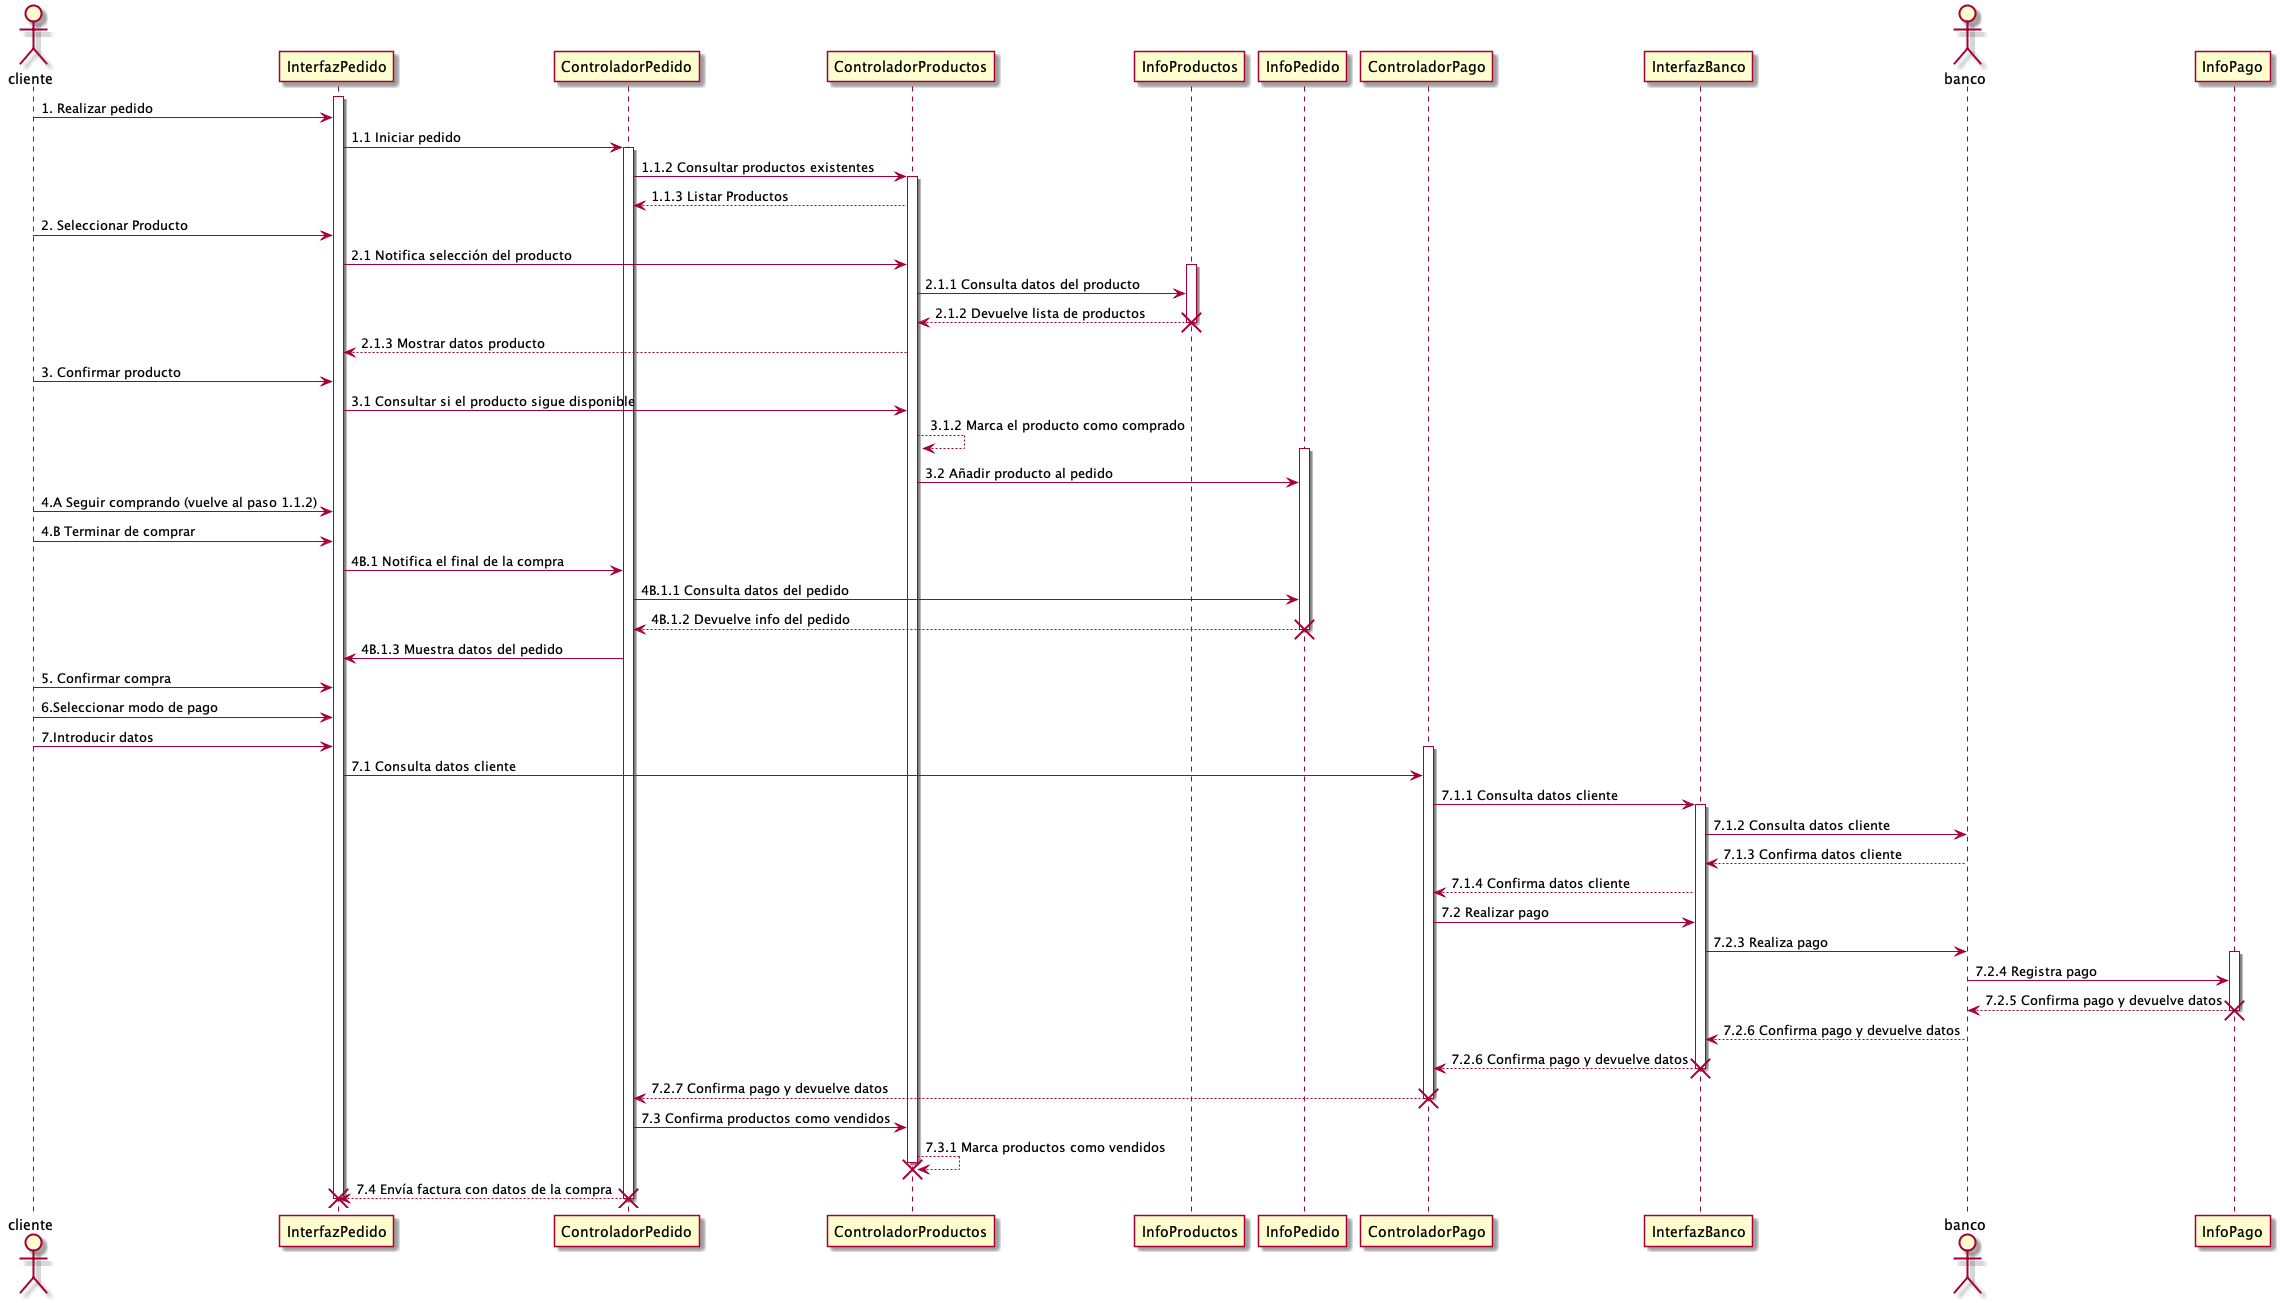 cliente
InterfazPedido
ControladorPedido
ControladorProductos
InfoProductos
InfoPedido
ControladorPago
InterfazBanco
banco
InfoPago
1. Realizar pedido
1.1 Iniciar pedido
1.1.2 Consultar productos existentes
1.1.3 Listar Productos
2. Seleccionar Producto
2.1 Notifica selección del producto
2.1.1 Consulta datos del producto
2.1.2 Devuelve lista de productos
2.1.3 Mostrar datos producto
3. Confirmar producto
3.1 Consultar si el producto sigue disponible
3.1.2 Marca el producto como comprado
3.2 Añadir producto al pedido
4.A Seguir comprando (vuelve al paso 1.1.2)
4.B Terminar de comprar
4B.1 Notifica el final de la compra
4B.1.1 Consulta datos del pedido
4B.1.2 Devuelve info del pedido
4B.1.3 Muestra datos del pedido
5. Confirmar compra
6.Seleccionar modo de pago
7.Introducir datos
7.1 Consulta datos cliente
7.1.1 Consulta datos cliente
7.1.2 Consulta datos cliente
7.1.3 Confirma datos cliente
7.1.4 Confirma datos cliente
7.2 Realizar pago
7.2.3 Realiza pago
7.2.4 Registra pago
7.2.5 Confirma pago y devuelve datos
7.2.6 Confirma pago y devuelve datos
7.2.6 Confirma pago y devuelve datos
7.2.7 Confirma pago y devuelve datos
7.3 Confirma productos como vendidos
7.3.1 Marca productos como vendidos
7.4 Envía factura con datos de la compra
cliente
InterfazPedido
ControladorPedido
ControladorProductos
InfoProductos
InfoPedido
ControladorPago
InterfazBanco
banco
InfoPago